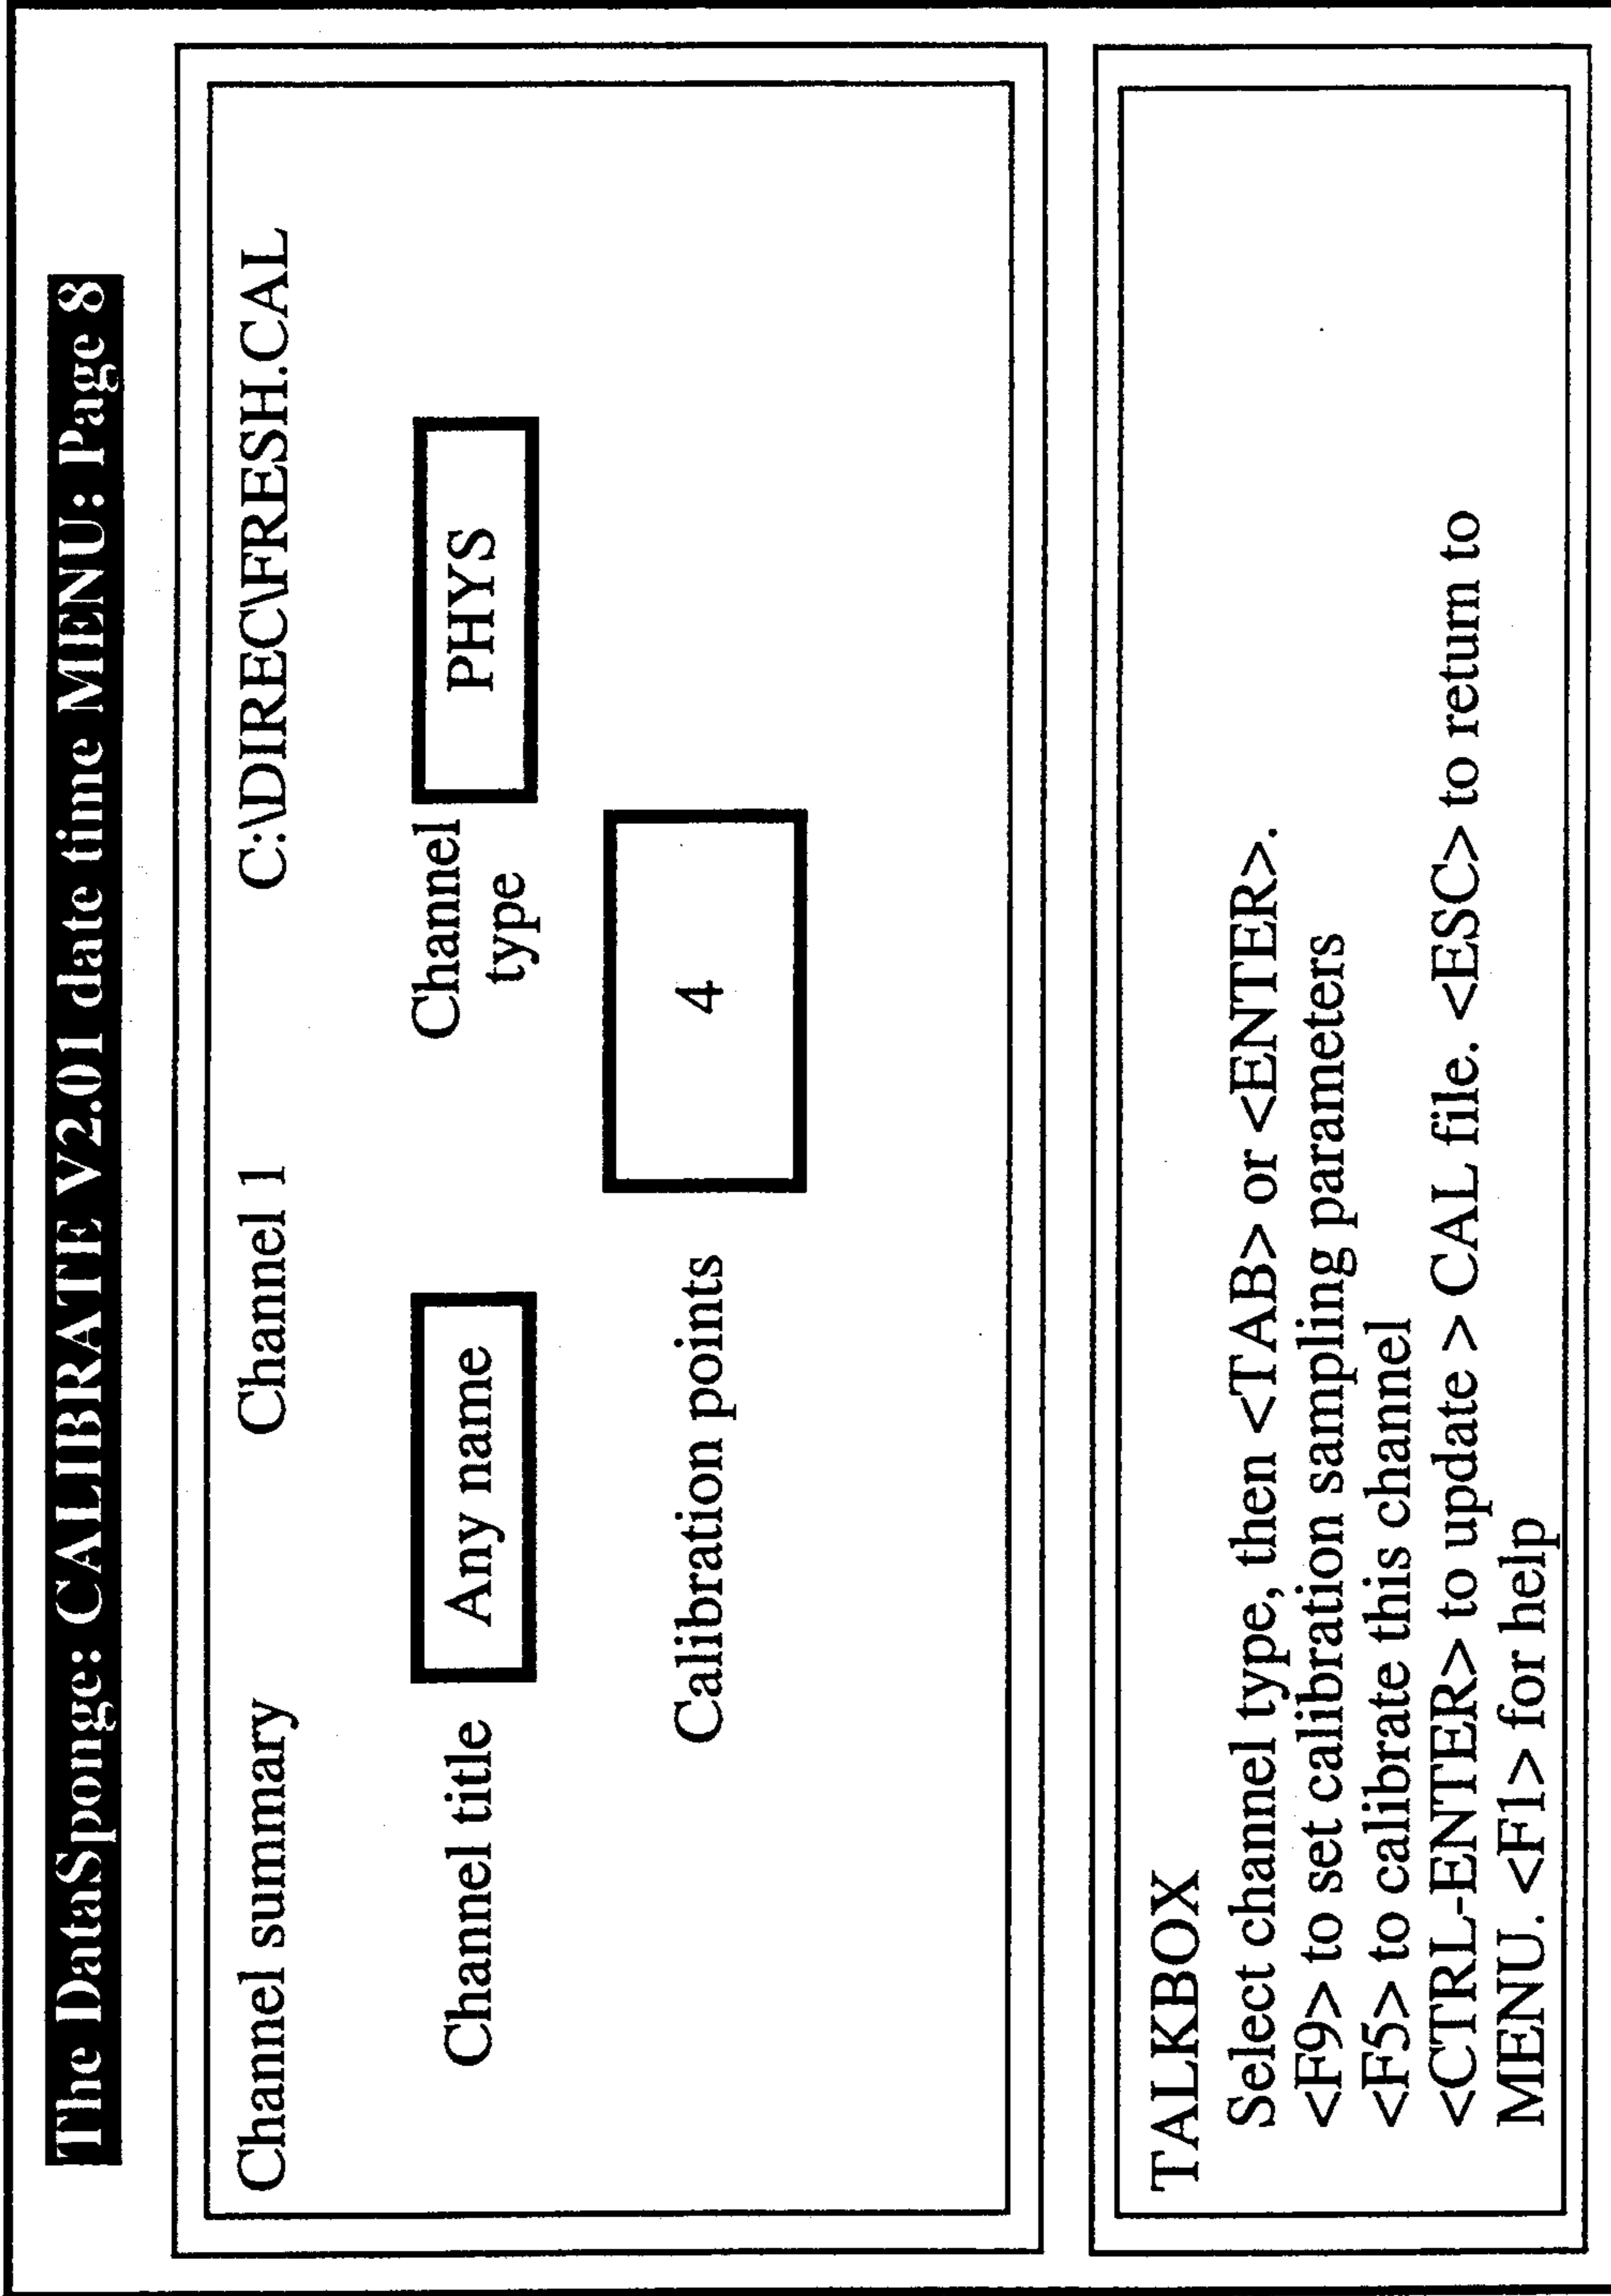 The DataSponge: CALIBRATE V2.01 date time MENU: Page 8
Channel summary Channel 1 C:\DIREC\FRESH.CAL
Channel title Any name Channel type PHYS
Calibration points 4
TALKBOX
Select channel type, then <TAB> or <ENTER>.
<F9> to set calibration sampling parameters
<F5> to calibrate this channel
<CTRL-ENTER> to update > CAL file. <ESC> to return to
MENU. <F1> for help